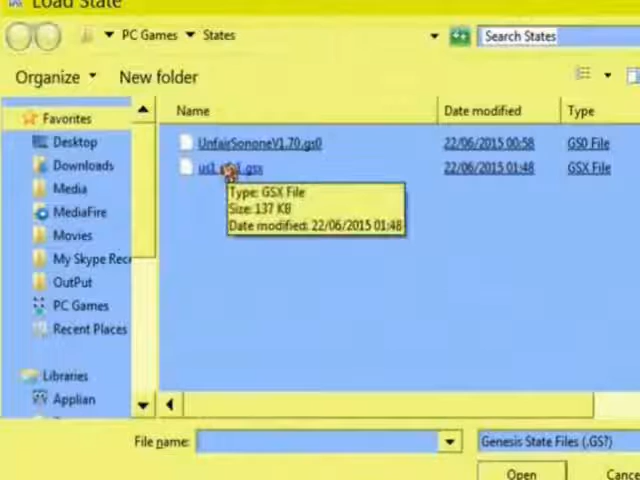 Load State
PC Games States
Search States
Organize New folder
Name Date modified Type
Favorites
Desktop
Downloads
Media
MediaFire
Movies
My Skype Rec
OutPut
PC Games
Recent Places
Libraries
Applian
UnfairSononeV1.70.gs0 22/06/2015 00:58 GS0 File
.gsx 22/06/2015 01:48 GSX File
Type: GSX File
Size: 137 KB
Date modified: 22/06/2015 01:48
File name: Genesis State Files (.GS?)
Open Cance